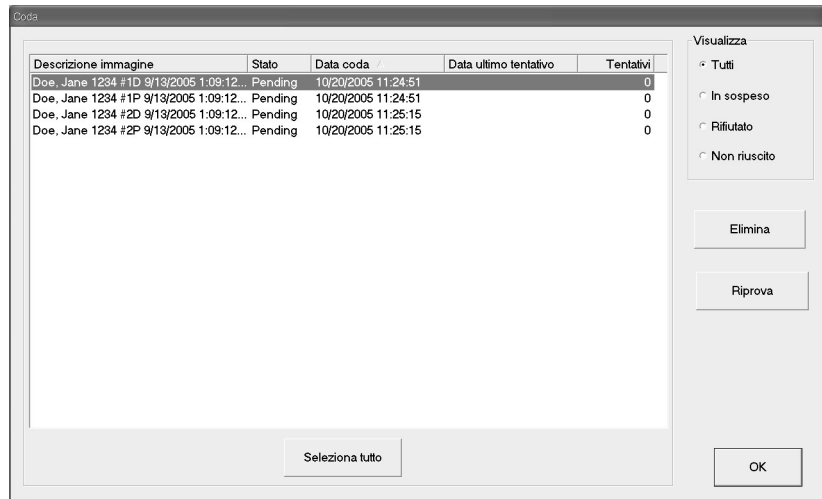 Coda
Descrizione immagine Stato Data coda Data ultimo tentativo Tentativi
Doe, Jane 1234 #1D 9/13/2005 1:09:12... Pending 10/20/2005 11:24:51 0
Doe, Jane 1234 #1P 9/13/2005 1:09:12... Pending 10/20/2005 11:24:51 0
Doe, Jane 1234 #2D 9/13/2005 1:09:12... Pending 10/20/2005 11:25:15 0
Doe, Jane 1234 #2P 9/13/2005 1:09:12... Pending 10/20/2005 11:25:15 0
Seleziona tutto
Visualizza
Tutti
In sospeso
Rifiutato
Non riuscito
Elimina
Riprova
OK